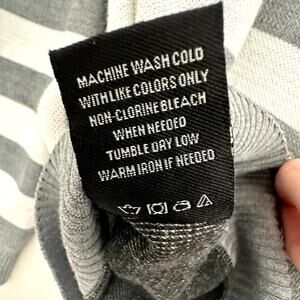 MACHINE WASH COLD
WITH LIKE COLORS ONLY
NON-CLORINE BLEACH
WHEN NEEDED
TUMBLE DRY LOW
WARM IRON IF NEEDED